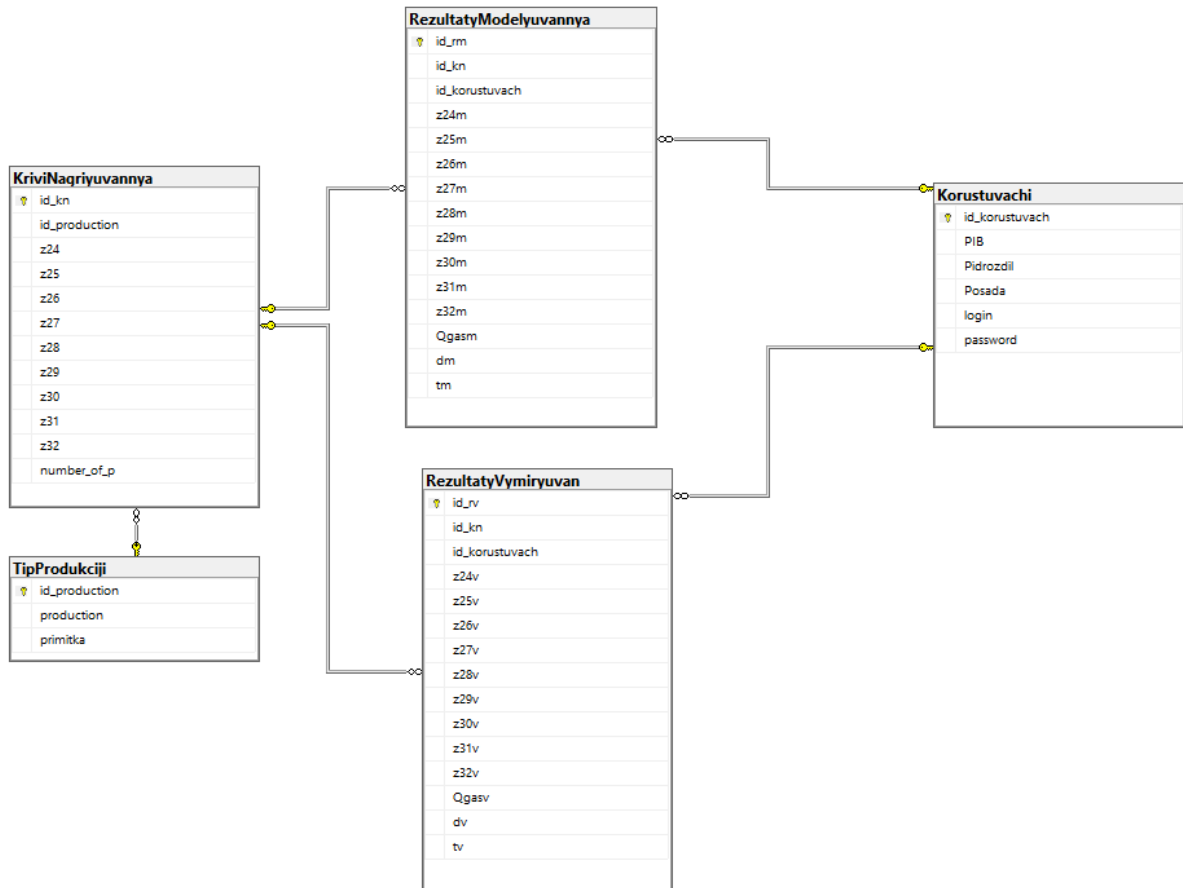 RezultatyModelyuvannya
id_rm
id_kn
id_korustuvach
z24m
z25m
z26m
z27m
z28m
z29m
z30m
z31m
z32m
Qgasm
dm
tm
KriviNagriyuvannya
id_kn
id_production
z24
z25
z26
z27
z28
z29
z30
z31
z32
number_of_p
Korustuvachi
id_korustuvach
PIB
Pidrozdil
Posada
login
password
TipProdukciji
id_production
production
primitka
RezultatyVymiryuvan
id_rv
id_kn
id_korustuvach
z24v
z25v
z26v
z27v
z28v
z29v
z30v
z31v
z32v
Qgasv
dv
tv